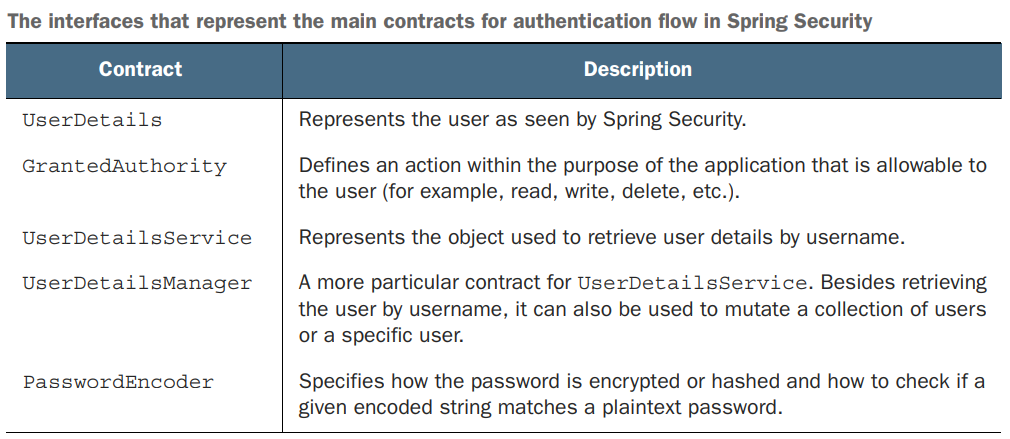 The interfaces that represent the main contracts for authentication flow in Spring Security
Contract
Description
UserDetails
Represents the user as seen by Spring Security.
GrantedAuthority
Defines an action within the purpose of the application that is allowable to
the user (for example, read, write, delete, etc.).
UserDetailsService
Represents the object used to retrieve user details by username.
UserDetailsManager
A more particular contract for UserDetailsService. Besides retrieving
the user by username, it can also be used to mutate a collection of users
or a specific user.
PasswordEncoder
Specifies how the password is encrypted or hashed and how to check if a
given encoded string matches a plaintext password.